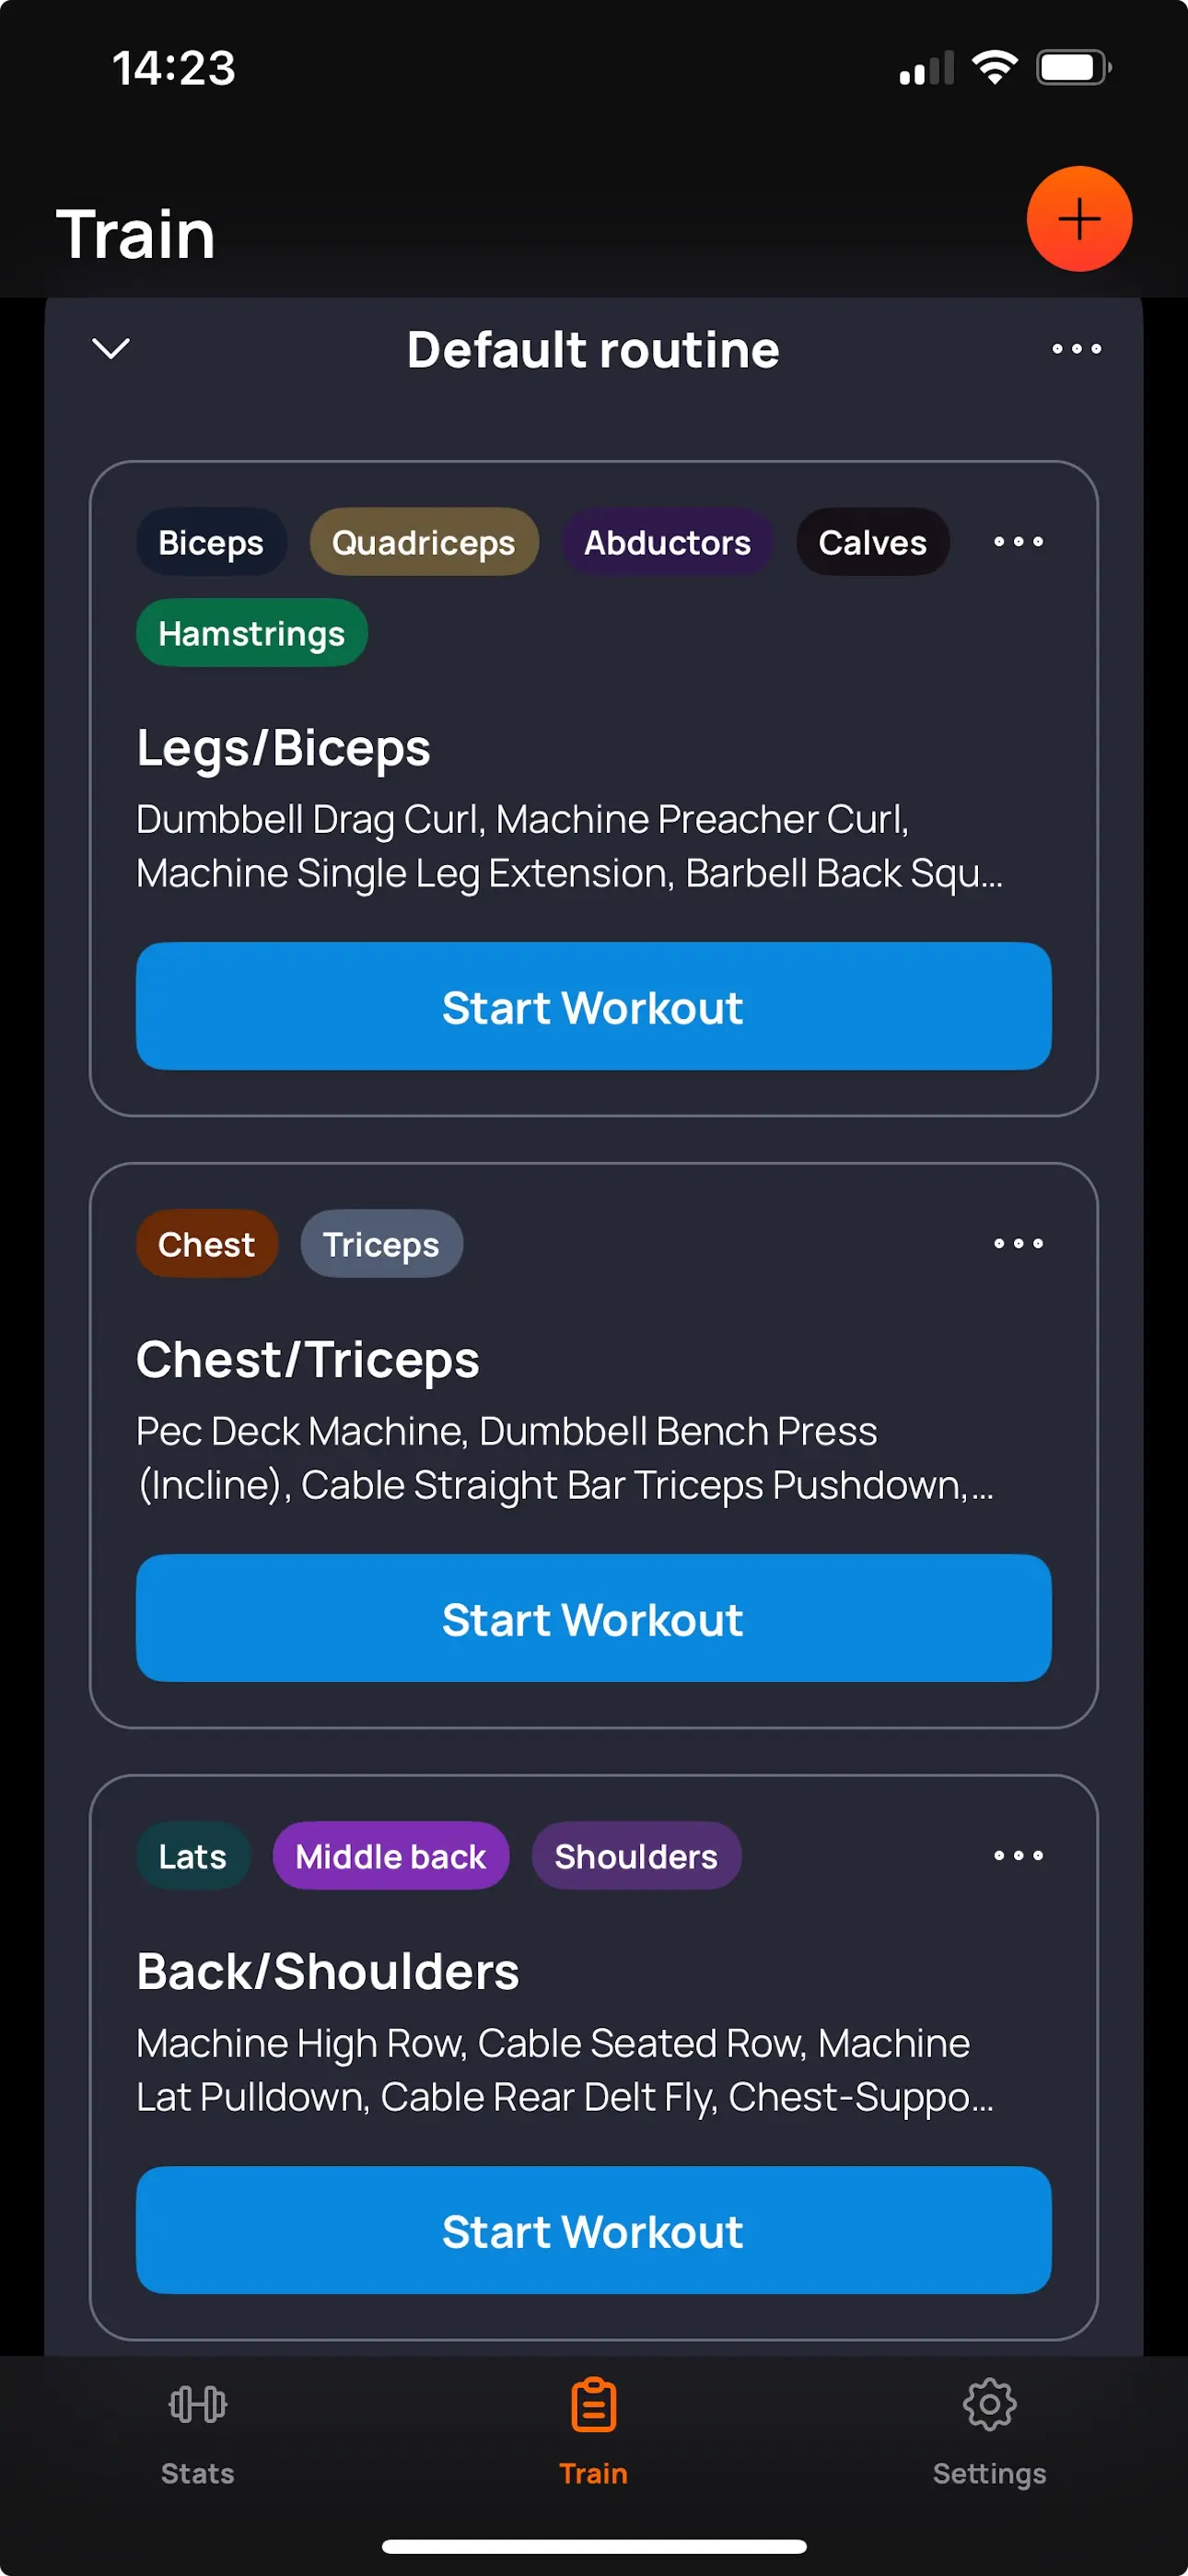 14:23
Train
Default routine
Biceps Quadriceps Abductors Calves
Hamstrings
Legs/Biceps
Dumbbell Drag Curl, Machine Preacher Curl,
Machine Single Leg Extension, Barbell Back Squ...
Start Workout
Chest Triceps
Chest/Triceps
Pec Deck Machine, Dumbbell Bench Press
(Incline), Cable Straight Bar Triceps Pushdown,...
Start Workout
Lats Middle back Shoulders
Back/Shoulders
Machine High Row, Cable Seated Row, Machine
Lat Pulldown, Cable Rear Delt Fly, Chest-Suppo...
Start Workout
Stats Train Settings